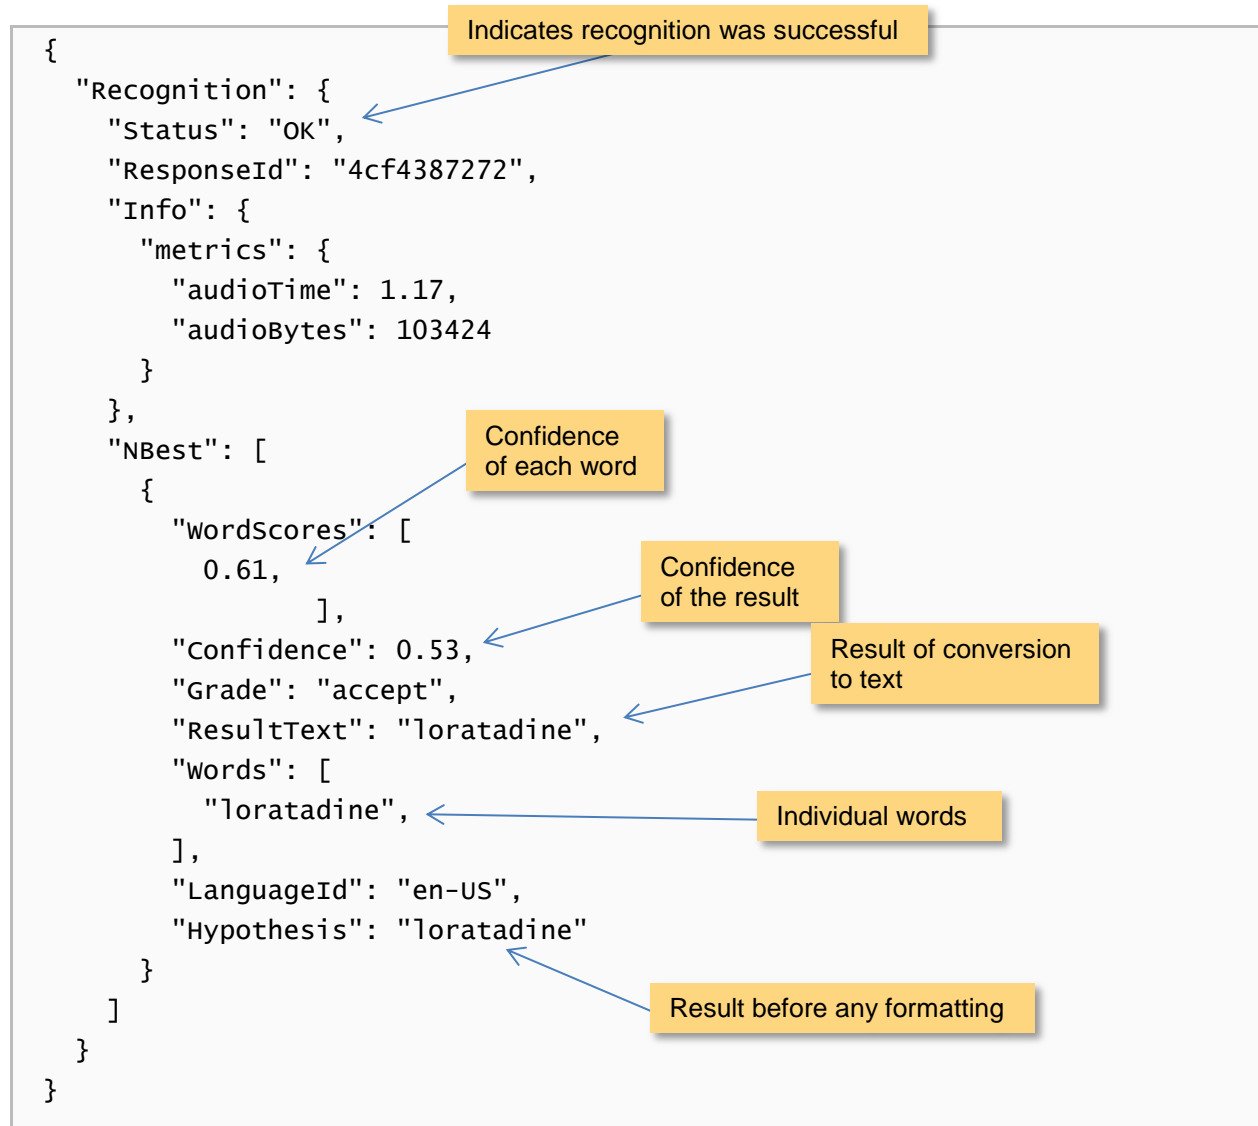 Indicates recognition was successful
{
  "Recognition": {
    "Status": "OK",
    "ResponseId": "4cf4387272",
    "Info": {
      "metrics": {
        "audioTime": 1.17,
        "audioBytes": 103424
      }
    },
    "NBest": [
Confidence
of each word
      {
        "WordScores": [
          0.61,
                 ],
Confidence
of the result
        "Confidence": 0.53,
        "Grade": "accept",
Result of conversion
to text
        "ResultText": "loratadine",
        "Words": [
          "loratadine",
Individual words
        ],
        "LanguageId": "en-US",
        "Hypothesis": "loratadine"
      }
Result before any formatting
    ]
  }
}